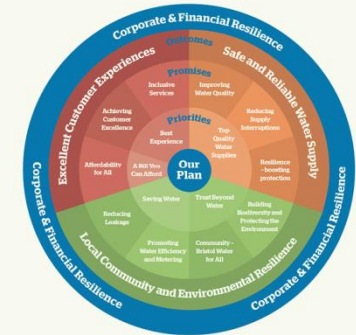 Corporate & Financial Resilience
Outcomes
Excellent Customer Experiences
Safe and Reliable Water Supply
Promises
Inclusive
Services
Improving
Water Quality
Achieving
Customer
Excellence
Reducing
Supply
Interruptions
Priorities
Best
Experience
Top
Quality
Water
Supplies
Affordability
for All
A Bill You
Can Afford
Our
Plan
Resilience
-boosting
protection
Saving Water
Trust Beyond
Water
Reducing
Leakage
Building
Biodiversity and
Protecting the
Environment
Promoting
Water Efficiency
and Metering
Community -
Bristol Water
for All
Local Community and Environmental Resilience
Corporate & Financial Resilience
Corporate & Financial Resilience